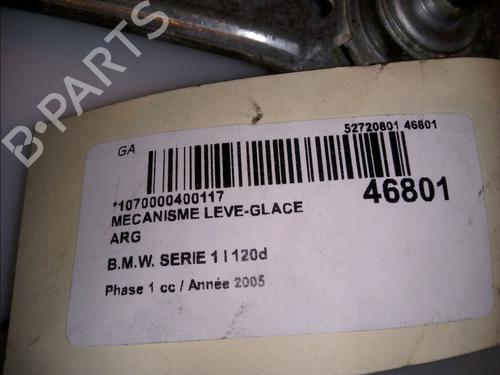 B-PARTS
GA
52720801 46801
*1070000400117
46801
MECANISME LEVE-GLACE
ARG
B.M.W. SERIE 1 I 120d
Phase 1 cc / Année 2005